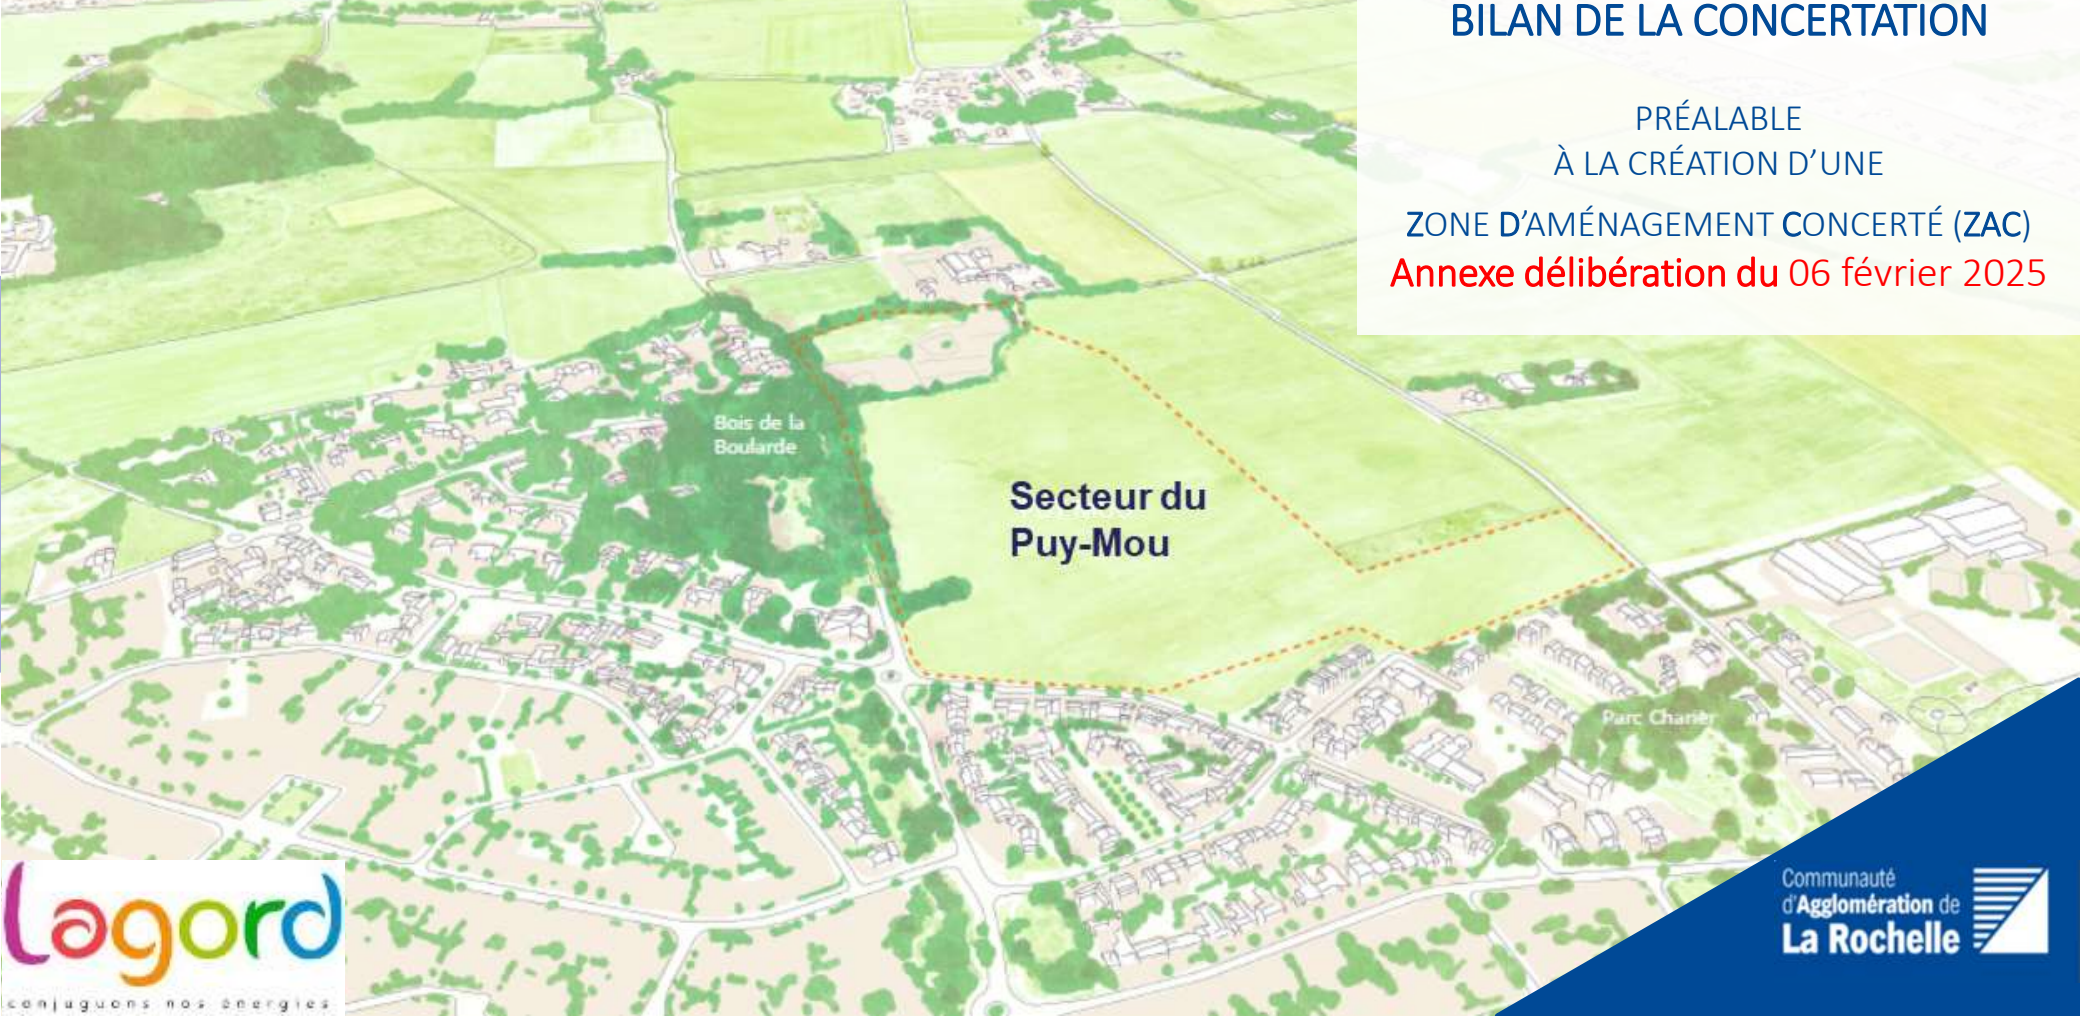 BILAN DE LA CONCERTATION
PRÉALABLE
À LA CRÉATION D’UNE
ZONE D’AMÉNAGEMENT CONCERTÉ (ZAC)
Annexe délibération du 06 février 2025
Bois de la
Boularde
Secteur du
Puy-Mou
Parc Charier
Lagord
conjuguons nos énergies
Communauté
d'Agglomération de
La Rochelle